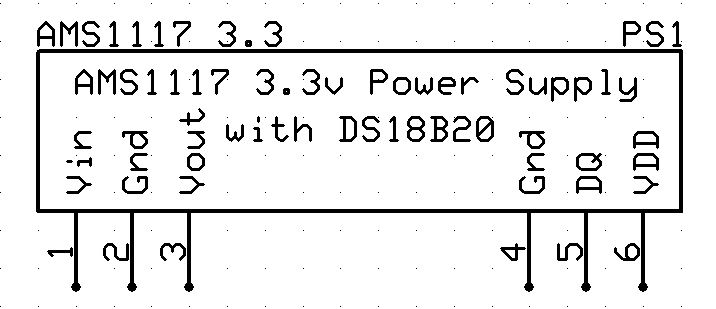 AMS1117 3.3 PS1
AMS1117 3.3v Power Supply
with DS18B20
Vin Gnd Vout Gnd DQ VDD
1 2 3 4 5 6